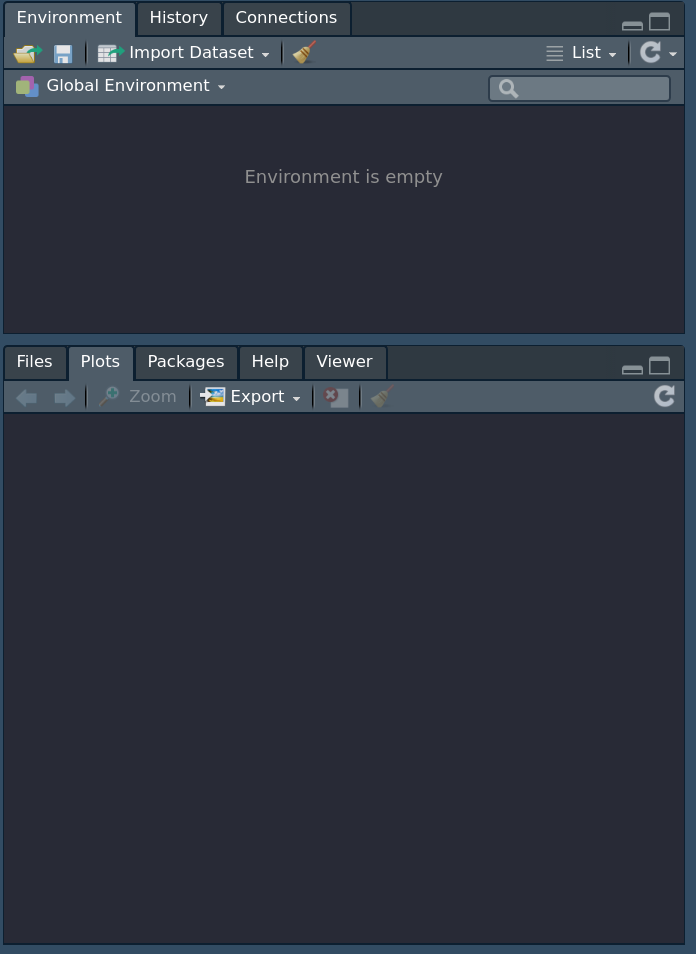 Environment History Connections
Import Dataset List
Global Environment
Environment is empty
Files Plots Packages Help Viewer
Zoom Export